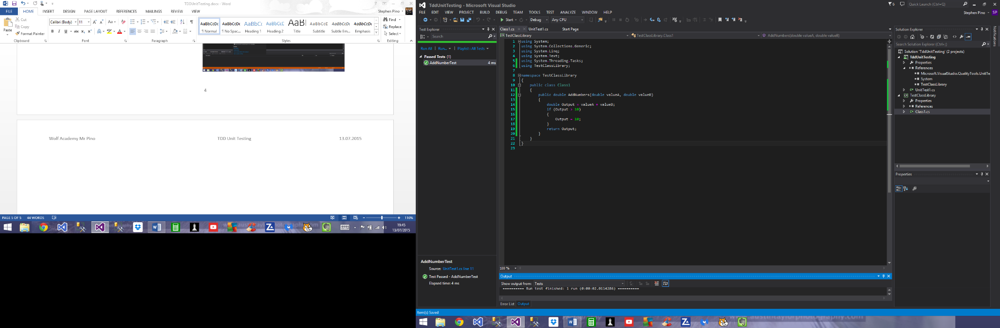 TDDUnitTesting.docx - Word
FILE HOME INSERT DESIGN PAGE LAYOUT REFERENCES MAILINGS REVIEW VIEW
Stephen Pino
Paste
Cut
Copy
Format Painter
Clipboard
Calibri (Body) 11
Font
Paragraph
AaBbCcDc AaBbCcDc AaBbCc AaBbCcE AaBl AaBbCcE AaBbCcDc AaBbCcDc
¶ Normal ¶ No Spac... Heading 1 Heading 2 Title Subtitle Subtle Em... Emphasis
Styles
Find
Replace
Select
Editing
4
Wolf Academy Mr Pino TDD Unit Testing 13.07.2015
PAGE 5 OF 5 44 WORDS 110%
19:45
13/07/2015
TddUnitTesting - Microsoft Visual Studio
6 Quick Launch (Ctrl+Q)
FILE EDIT VIEW PROJECT BUILD DEBUG TEAM TOOLS TEST ANALYZE WINDOW HELP
Stephen Pino SP
Start Debug Any CPU
Test Explorer
Search
Run All | Run... | Playlist : All Tests
Passed Tests (1)
AddNumberTest 4 ms
AddNumberTest
Source: UnitTest1.cs line 11
Test Passed - AddNumberTest
Elapsed time: 4 ms
Class1.cs UnitTest1.cs Start Page
TestClassLibrary TestClassLibrary.Class1 AddNumbers(double valueA, double valueB)
1 using System;
2 using System.Collections.Generic;
3 using System.Linq;
4 using System.Text;
5 using System.Threading.Tasks;
6 using TestClassLibrary;
7
8 namespace TestClassLibrary
9 {
10 public class Class1
11 {
12 public double AddNumbers(double valueA, double valueB)
13 {
14 double Output = valueA + valueB;
15 if (Output > 10)
16 {
17 Output = 10;
18 }
19 return Output;
20 }
21 }
22 }
23
100 %
Output
Show output from: Tests
========== Run test finished: 1 run (0:00:02.0114286) ==========
Error List Output
Item(s) Saved
Solution Explorer
Search Solution Explorer (Ctrl+;)
Solution 'TddUnitTesting' (2 projects)
TddUnitTesting
Properties
References
Microsoft.VisualStudio.QualityTools.UnitTe
System
TestClassLibrary
UnitTest1.cs
TestClassLibrary
Properties
References
Class1.cs
Properties
Notifications
www.austintaylorphotography.com